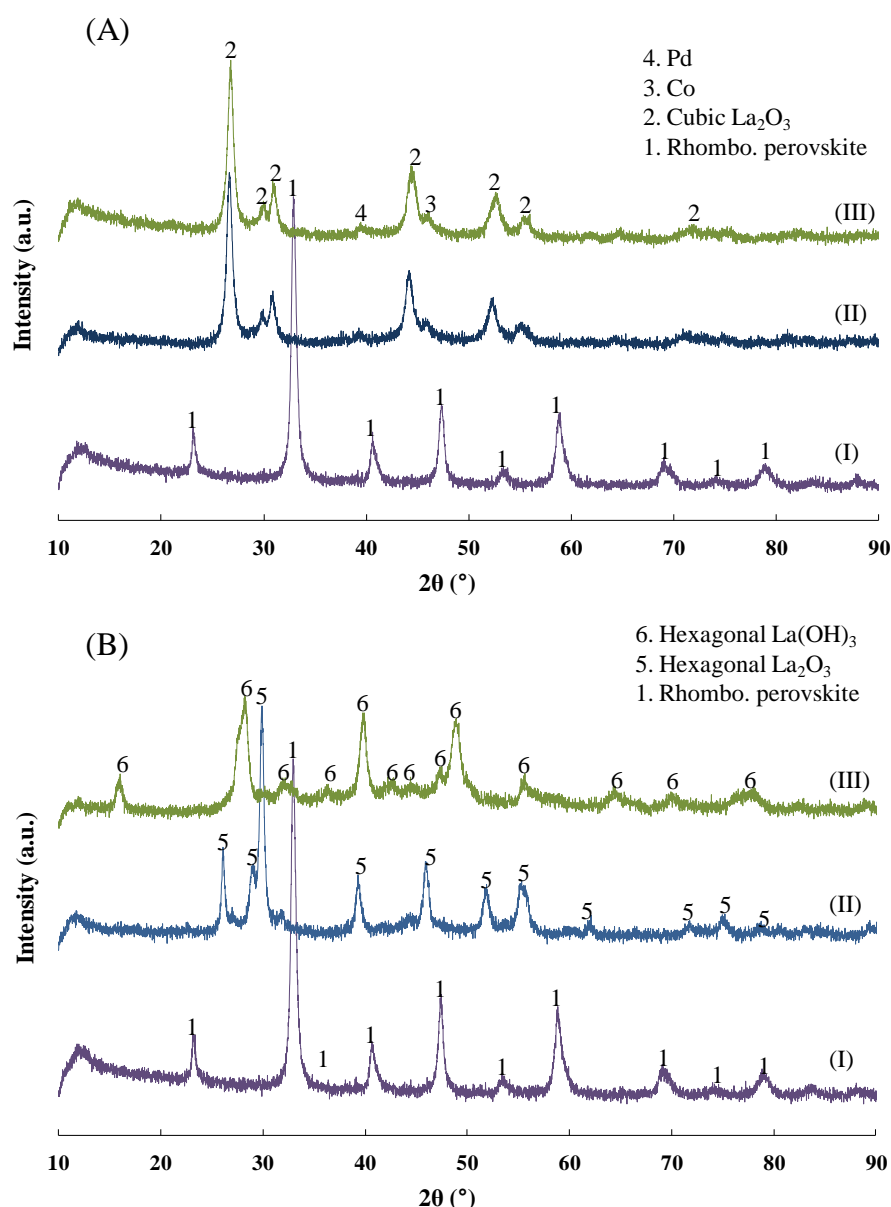 (A)
4. Pd
3. Co
2. Cubic La₂O₃
1. Rhombo. perovskite
2
2
2
1
4
2
3
2
2
2
(III)
(II)
1
1
1
1
1
1
1
1
(I)
Intensity (a.u.)
10 20 30 40 50 60 70 80 90
2θ (°)
(B)
6. Hexagonal La(OH)₃
5. Hexagonal La₂O₃
1. Rhombo. perovskite
6
6
5
6
6
6
6
6
6
6
6
6
6
6
(III)
1
5
5
5
5
5
5
5
5
5
5
(II)
1
1
1
1
1
1
1
1
1
(I)
Intensity (a.u.)
10 20 30 40 50 60 70 80 90
2θ (°)